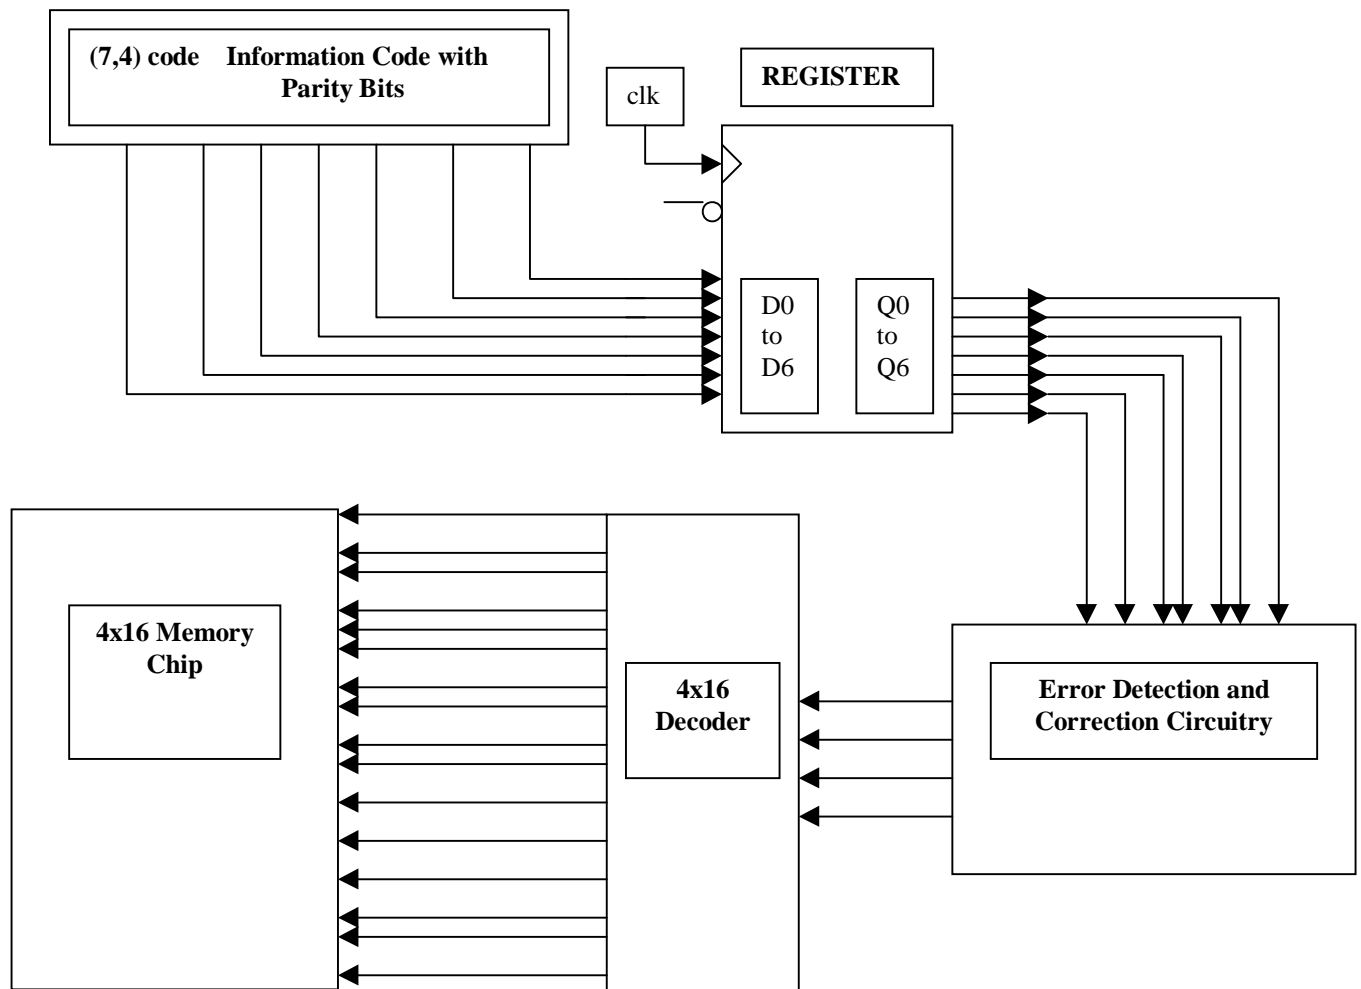 (7,4) code Information Code with
Parity Bits
clk
REGISTER
D0
to
D6
Q0
to
Q6
4x16 Memory
Chip
4x16
Decoder
Error Detection and
Correction Circuitry